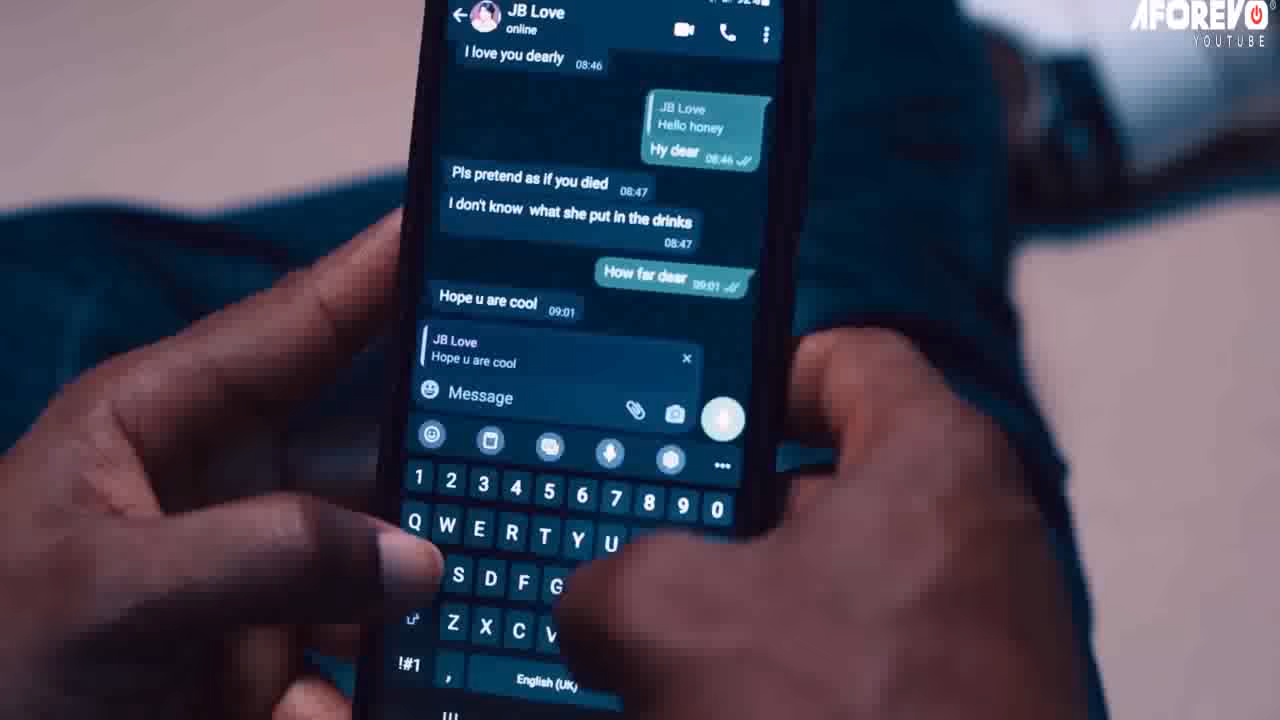 AFOREVO
YOUTUBE
JB Love
online
I love you dearly 08:46
JB Love
Hello honey
Hy dear 08:46
Pls pretend as if you died 08:47
I don't know what she put in the drinks
08:47
How far dear 09:01
Hope u are cool 09:01
JB Love
Hope u are cool
Message
1 2 3 4 5 6 7 8 9 0
Q W E R T Y U
S D F G
Z X C V
!#1 , English (UK)